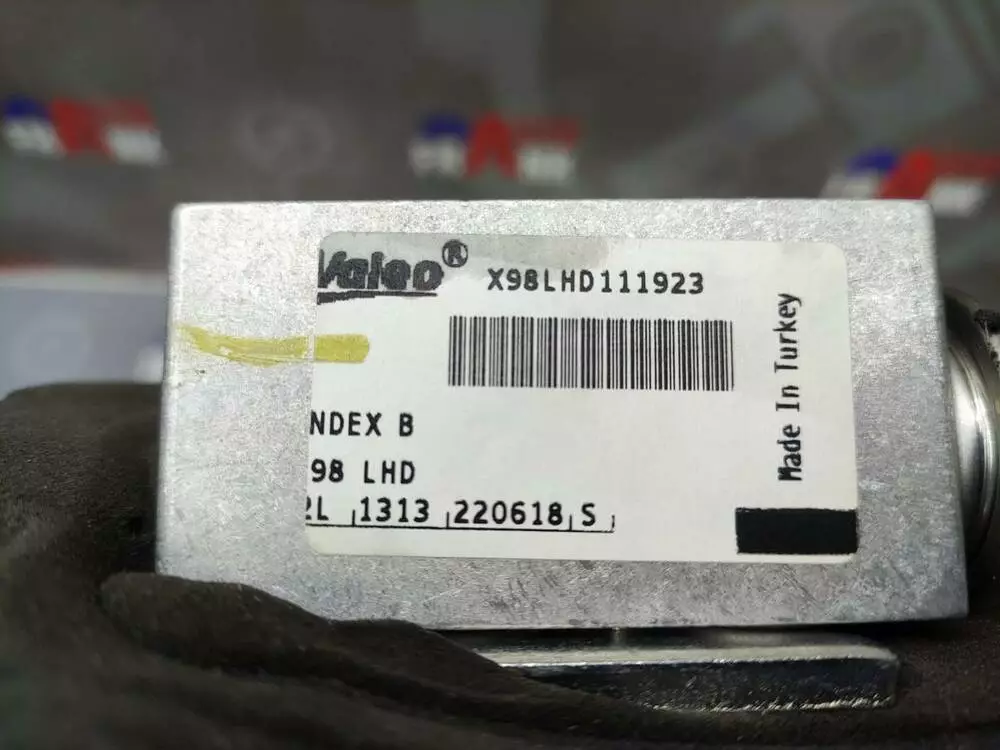 Valeo® X98LHD111923
NDEX B
98 LHD
2L 1313 220618 S
Made In Turkey